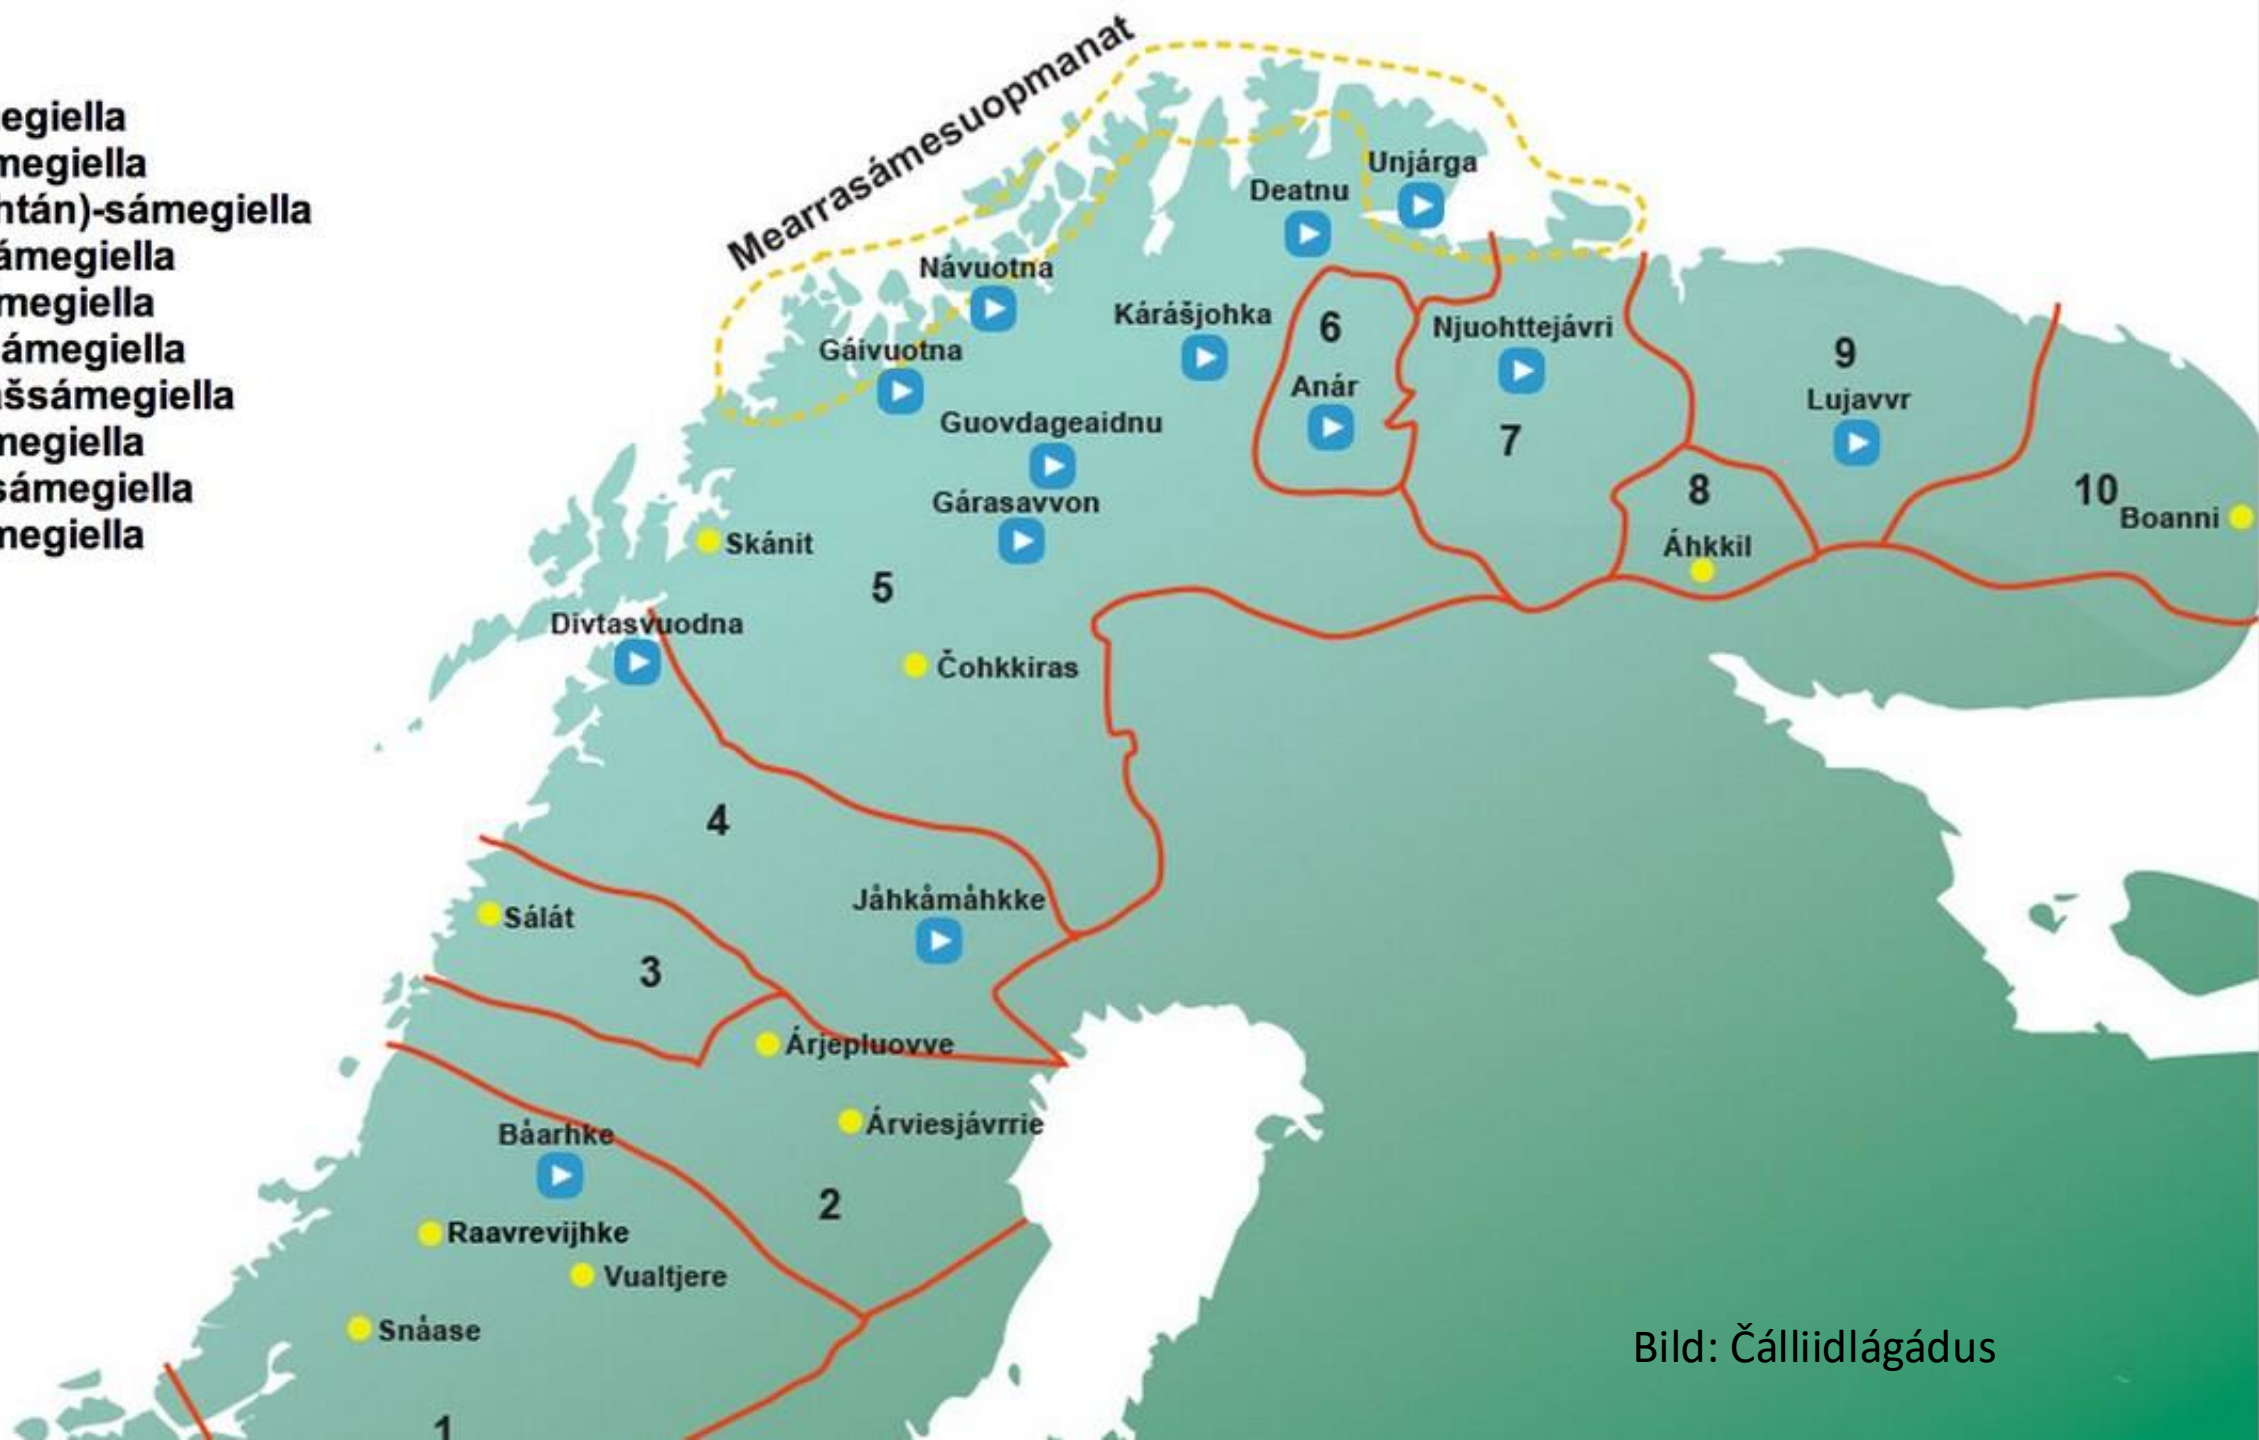 egiella
megiella
htán)-sámegiella
ámegiella
megiella
ámegiella
ašsámegiella
megiella
sámegiella
megiella
Mearrasámesuopmanat
Unjárga
Deatnu
Návuotna
Kárášjohka
6
Njuohttejávri
Gáivuotna
Anár
9
Lujavvr
Guovdageaidnu
7
Gárasavvon
8
10
Boanni
Skánit
Áhkkil
5
Divtasvuodna
Čohkkiras
4
Jåhkåmåhkke
Sálát
3
Árjepluovve
Árviesjávrrie
Båarhke
2
Raavrevijhke
Vualtjere
Snåase
Bild: Čálliidlágádus
1